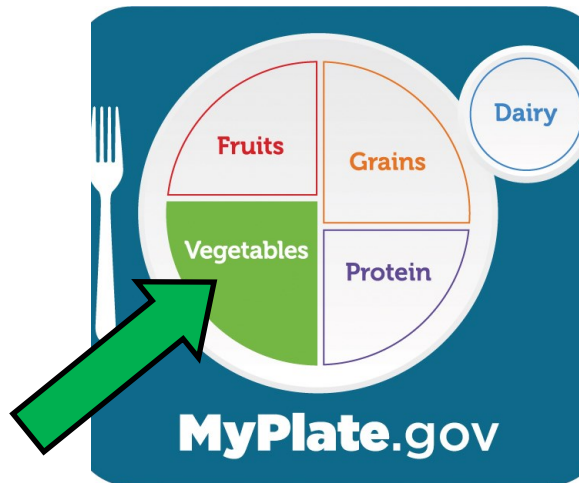 Dairy
Fruits
Grains
Vegetables
Protein
MyPlate.gov